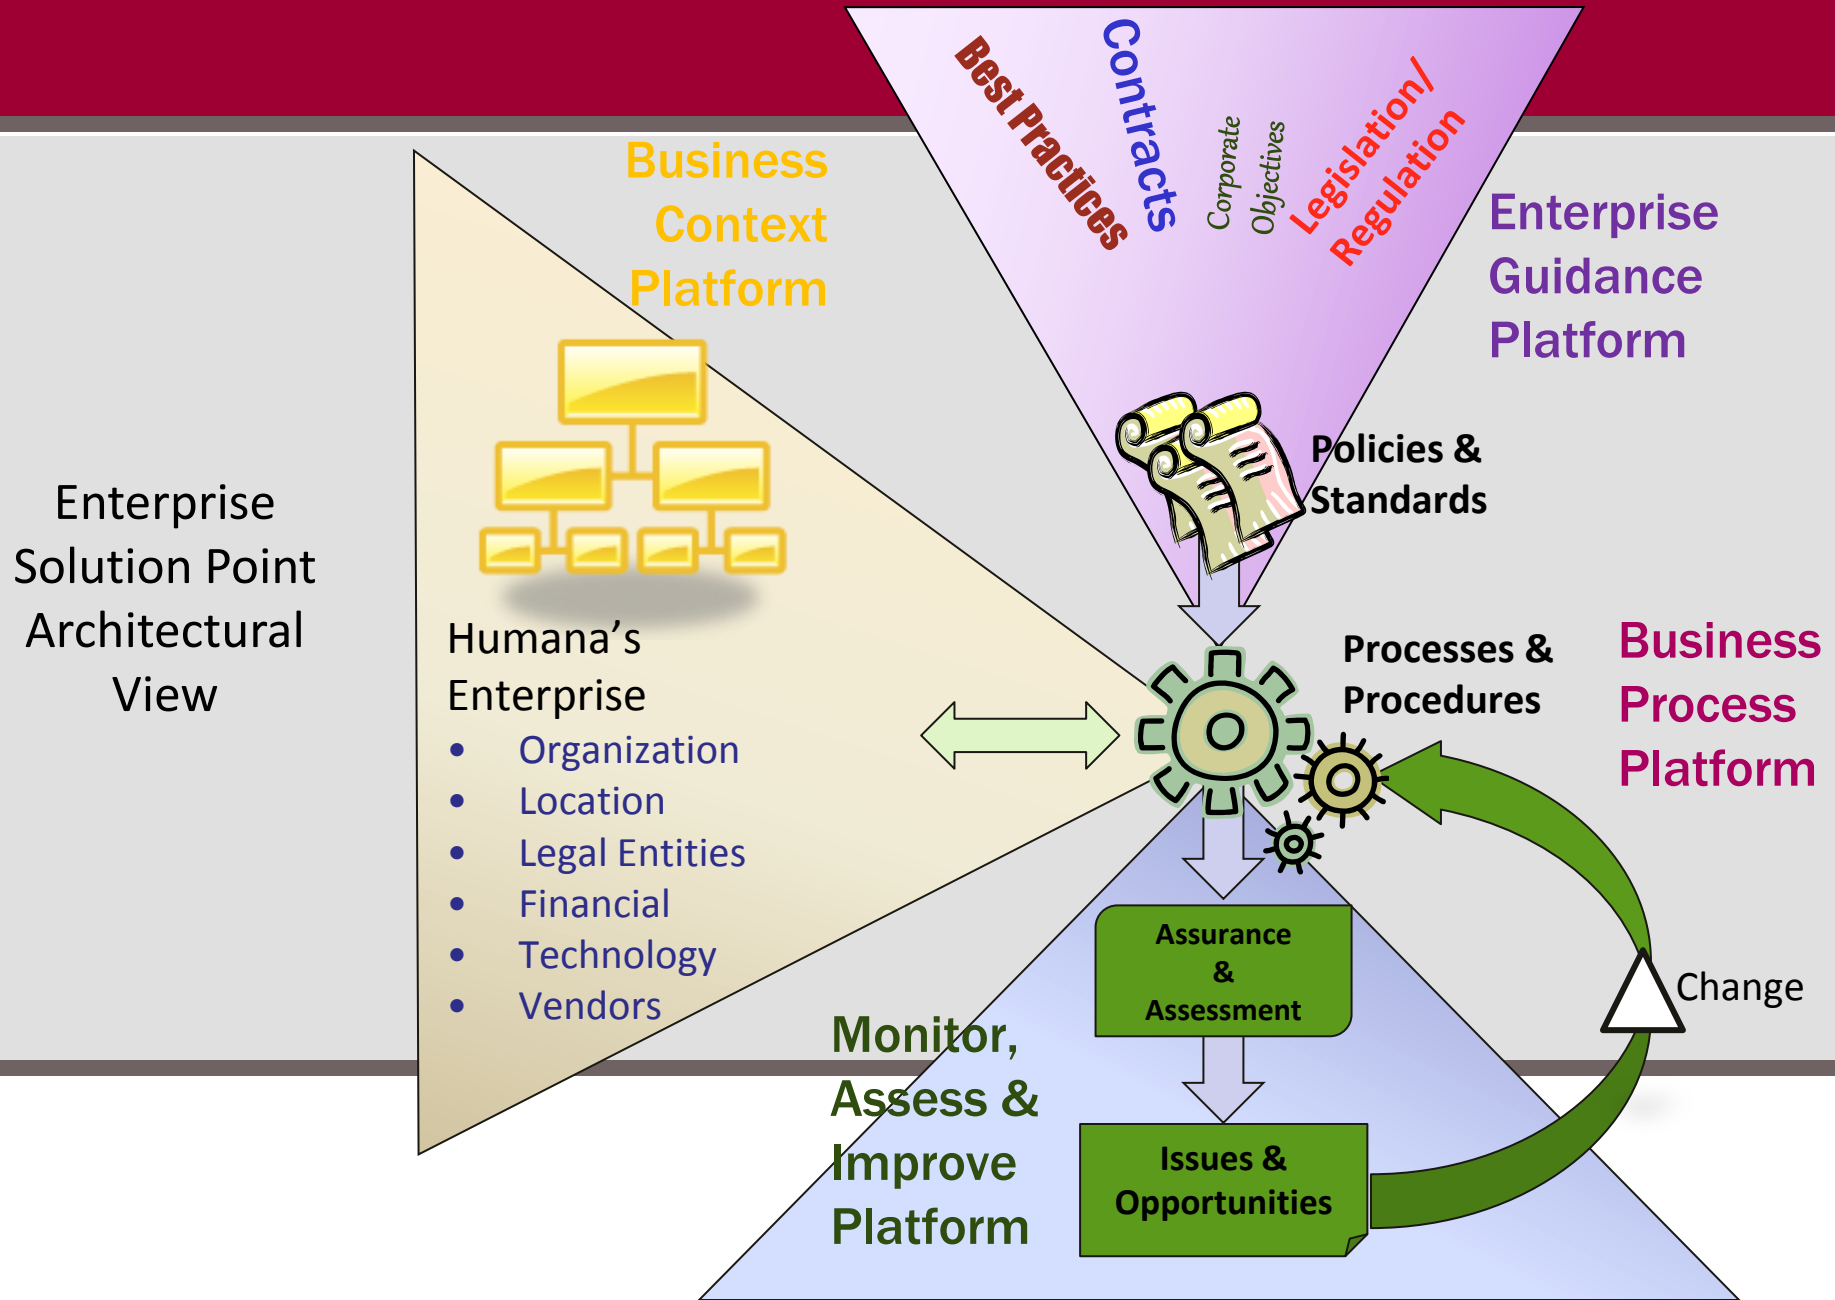 Best Practices
Contracts
Corporate
Objectives
Legislation/
Regulation
Business
Context
Platform
Enterprise
Guidance
Platform
Policies &
Standards
Enterprise
Solution Point
Architectural
View
Humana’s
Enterprise
• Organization
• Location
• Legal Entities
• Financial
• Technology
• Vendors
Processes &
Procedures
Business
Process
Platform
Assurance
&
Assessment
Change
Monitor,
Assess &
Improve
Platform
Issues &
Opportunities